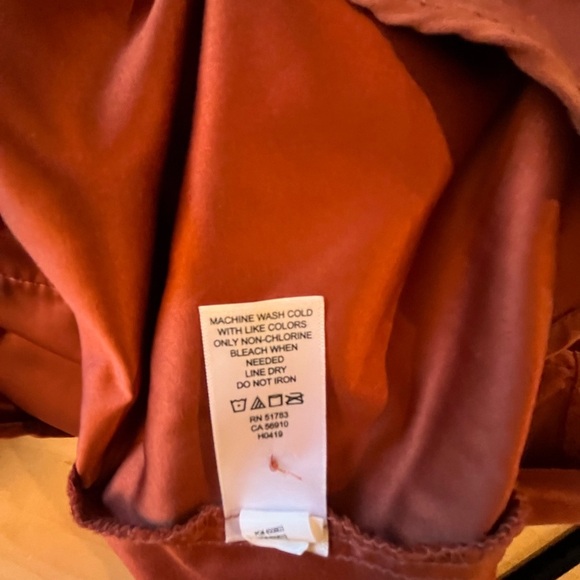 MACHINE WASH COLD
WITH LIKE COLORS
ONLY NON-CHLORINE
BLEACH WHEN
NEEDED
LINE DRY
DO NOT IRON
RN 51783
CA 56910
H0419